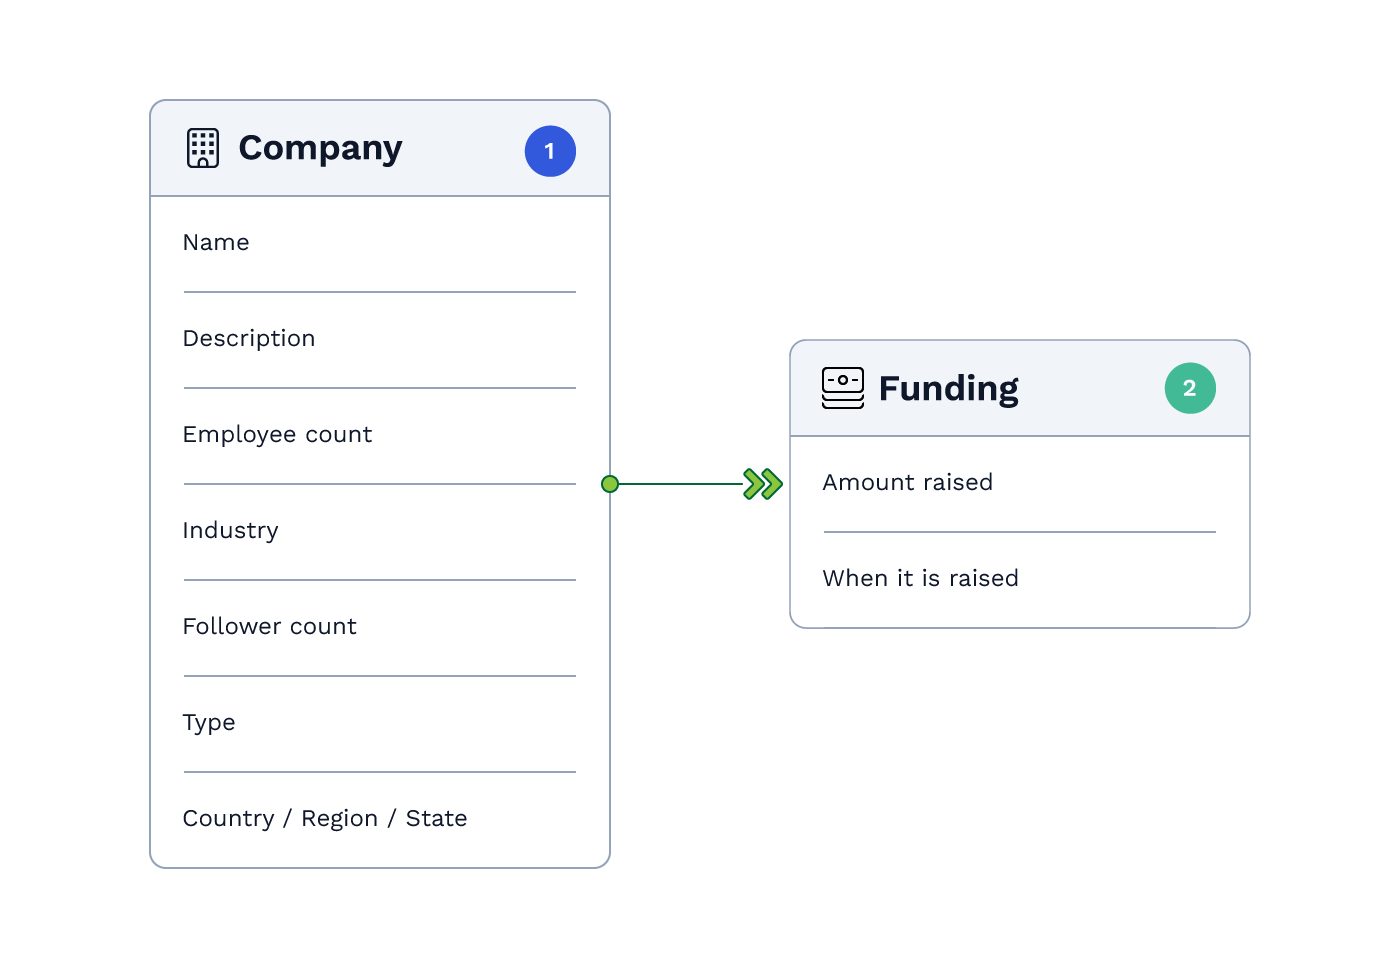 Company
1
Name
Description
Employee count
Industry
Follower count
Type
Country / Region / State
Funding
2
Amount raised
When it is raised